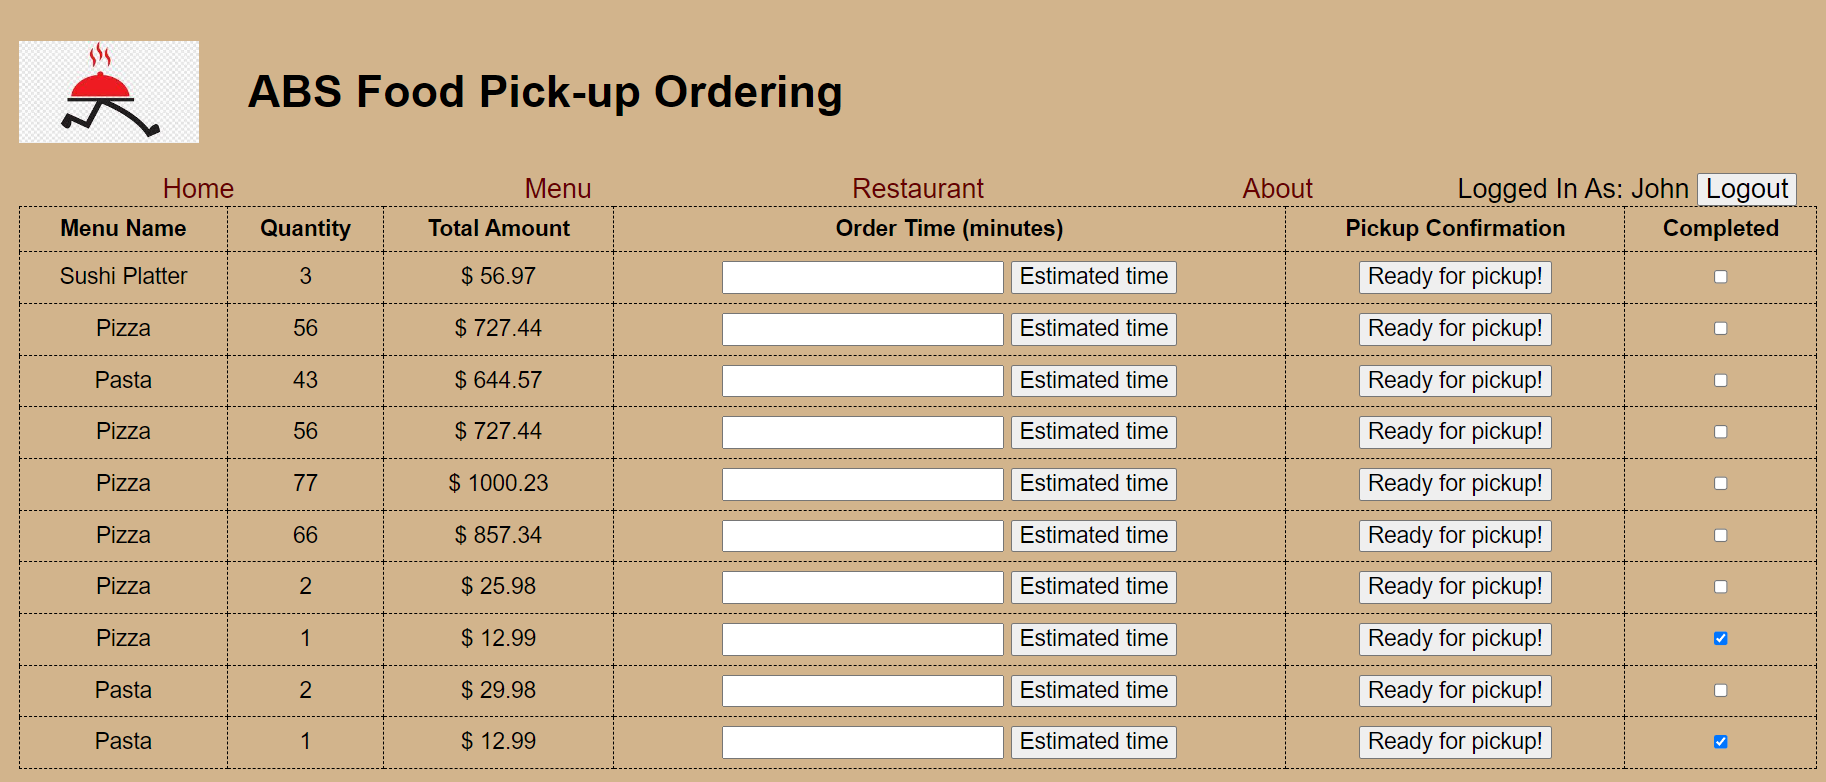 ABS Food Pick-up Ordering
Home Menu Restaurant About Logged In As: John Logout
Menu Name Quantity Total Amount Order Time (minutes) Pickup Confirmation Completed
Sushi Platter 3 $ 56.97 Estimated time Ready for pickup!
Pizza 56 $ 727.44 Estimated time Ready for pickup!
Pasta 43 $ 644.57 Estimated time Ready for pickup!
Pizza 56 $ 727.44 Estimated time Ready for pickup!
Pizza 77 $ 1000.23 Estimated time Ready for pickup!
Pizza 66 $ 857.34 Estimated time Ready for pickup!
Pizza 2 $ 25.98 Estimated time Ready for pickup!
Pizza 1 $ 12.99 Estimated time Ready for pickup!
Pasta 2 $ 29.98 Estimated time Ready for pickup!
Pasta 1 $ 12.99 Estimated time Ready for pickup!